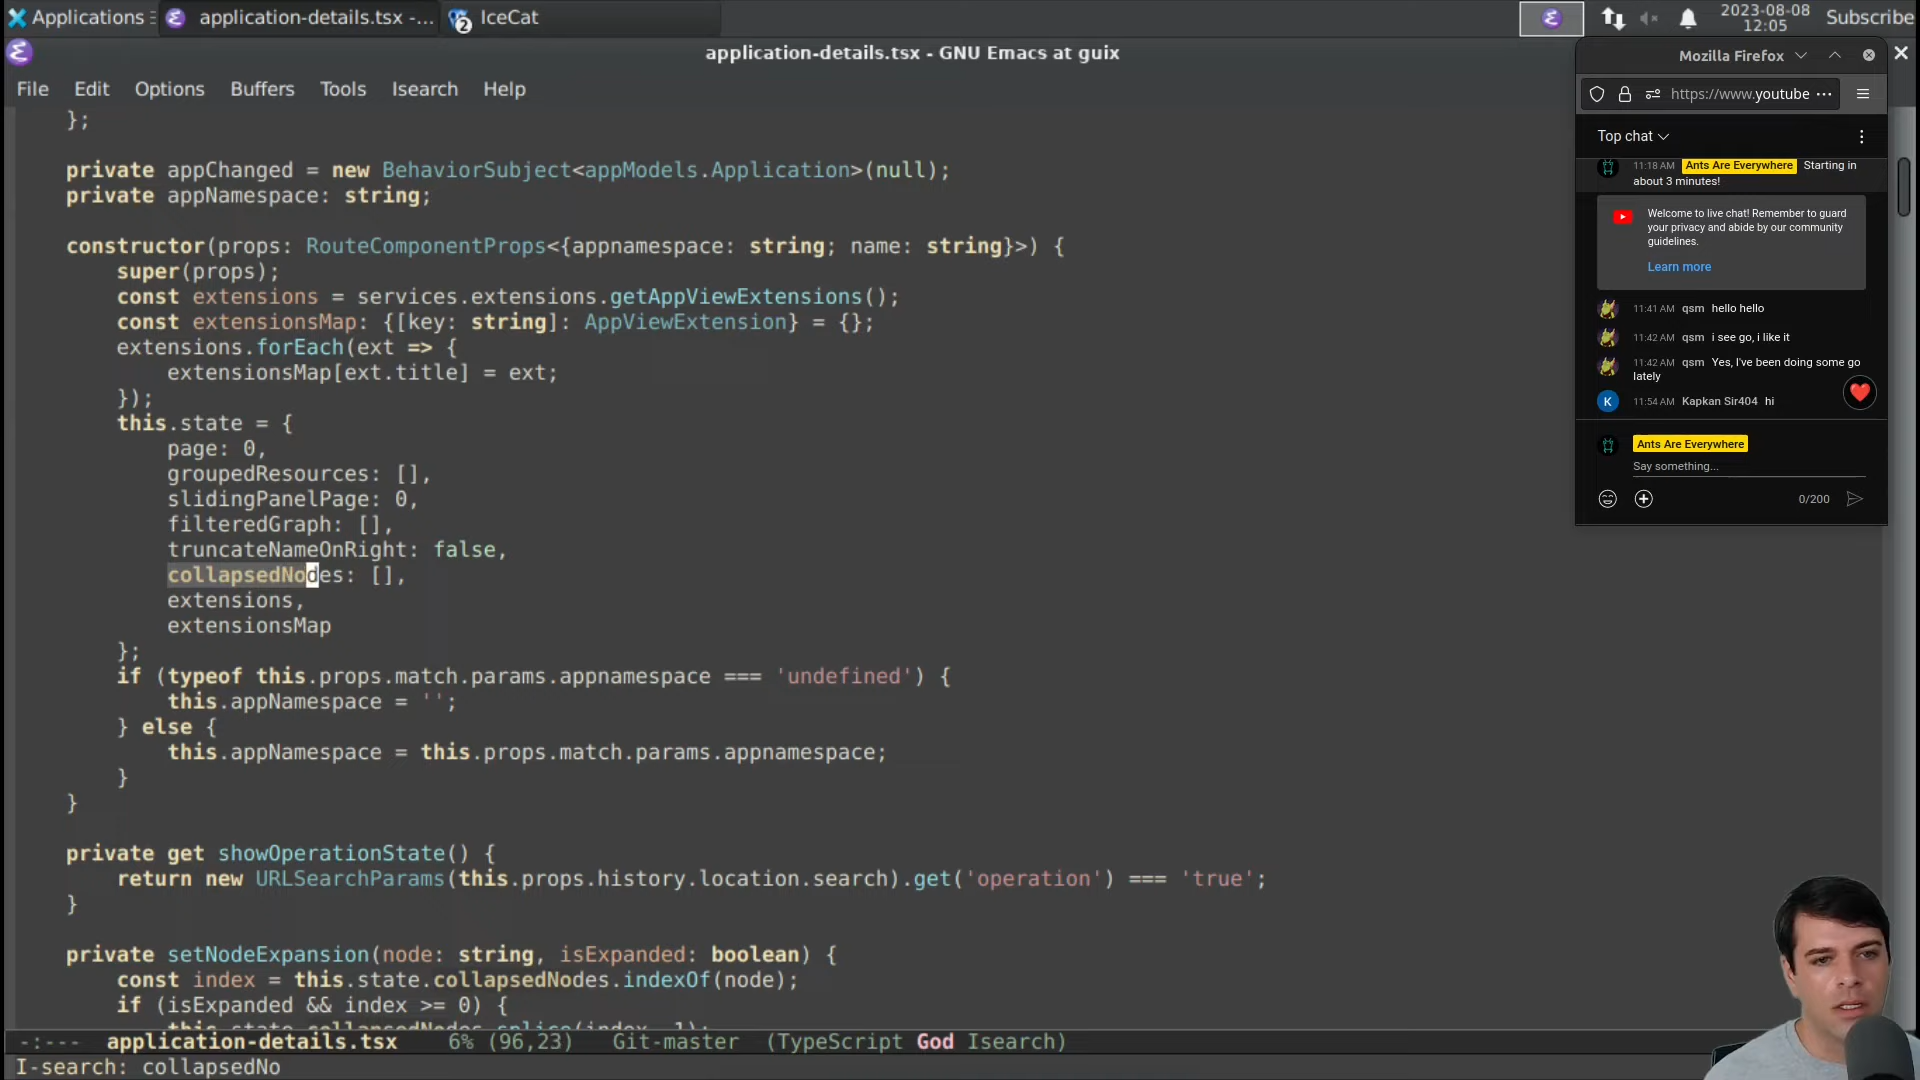 Applications
application-details.tsx -...
2 IceCat
2023-08-08
12:05
Subscribe
application-details.tsx - GNU Emacs at guix
File Edit Options Buffers Tools Isearch Help
};
private appChanged = new BehaviorSubject<appModels.Application>(null);
private appNamespace: string;
constructor(props: RouteComponentProps<{appnamespace: string; name: string}>) {
super(props);
const extensions = services.extensions.getAppViewExtensions();
const extensionsMap: {[key: string]: AppViewExtension} = {};
extensions.forEach(ext => {
extensionsMap[ext.title] = ext;
});
this.state = {
page: 0,
groupedResources: [],
slidingPanelPage: 0,
filteredGraph: [],
truncateNameOnRight: false,
collapsedNodes: [],
extensions,
extensionsMap
};
if (typeof this.props.match.params.appnamespace === 'undefined') {
this.appNamespace = '';
} else {
this.appNamespace = this.props.match.params.appnamespace;
}
}
private get showOperationState() {
return new URLSearchParams(this.props.history.location.search).get('operation') === 'true';
}
private setNodeExpansion(node: string, isExpanded: boolean) {
const index = this.state.collapsedNodes.indexOf(node);
if (isExpanded && index >= 0) {
this.state.collapsedNodes.splice(index, 1);
-:--- application-details.tsx 6% (96,23) Git-master (TypeScript God Isearch)
I-search: collapsedNo
Mozilla Firefox
https://www.youtube ...
Top chat
11:18 AM Ants Are Everywhere Starting in
about 3 minutes!
Welcome to live chat! Remember to guard
your privacy and abide by our community
guidelines.
Learn more
11:41 AM qsm hello hello
11:42 AM qsm i see go, i like it
11:42 AM qsm Yes, I've been doing some go
lately
K 11:54 AM Kapkan Sir404 hi
Ants Are Everywhere
Say something...
0/200